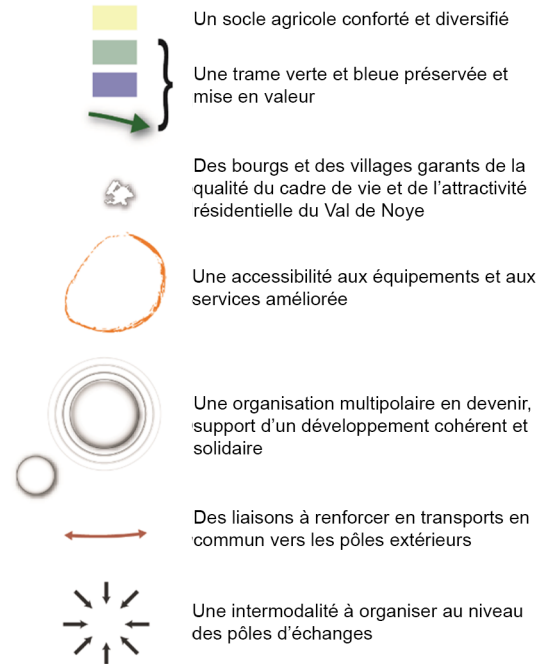 Un socle agricole conforté et diversifié
Une trame verte et bleue préservée et
mise en valeur
Des bourgs et des villages garants de la
qualité du cadre de vie et de l'attractivité
résidentielle du Val de Noye
Une accessibilité aux équipements et aux
services améliorée
Une organisation multipolaire en devenir,
support d'un développement cohérent et
solidaire
Des liaisons à renforcer en transports en
commun vers les pôles extérieurs
Une intermodalité à organiser au niveau
des pôles d'échanges